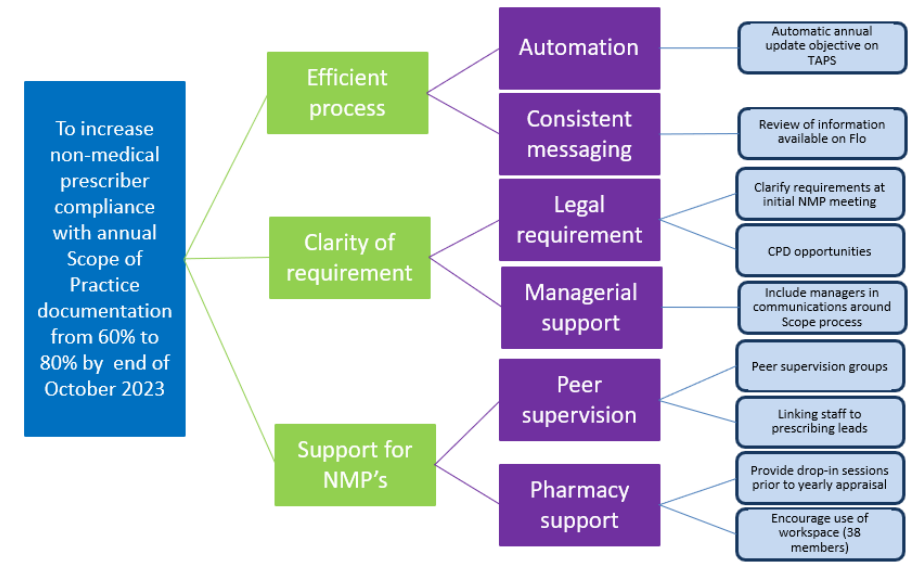 To increase
non-medical
prescriber
compliance
with annual
Scope of
Practice
documentation
from 60% to
80% by  end of
October 2023
Efficient
process
Clarity of
requirement
Support for
NMP's
Automation
Consistent
messaging
Legal
requirement
Managerial
support
Peer
supervision
Pharmacy
support
Automatic annual
update objective on
TAPS
Review of information
available on Flo
Clarify requirements at
initial NMP meeting
CPD opportunities
Include managers in
communications around
Scope process
Peer supervision groups
Linking staff to
prescribing leads
Provide drop-in sessions
prior to yearly appraisal
Encourage use of
workspace (38
members)